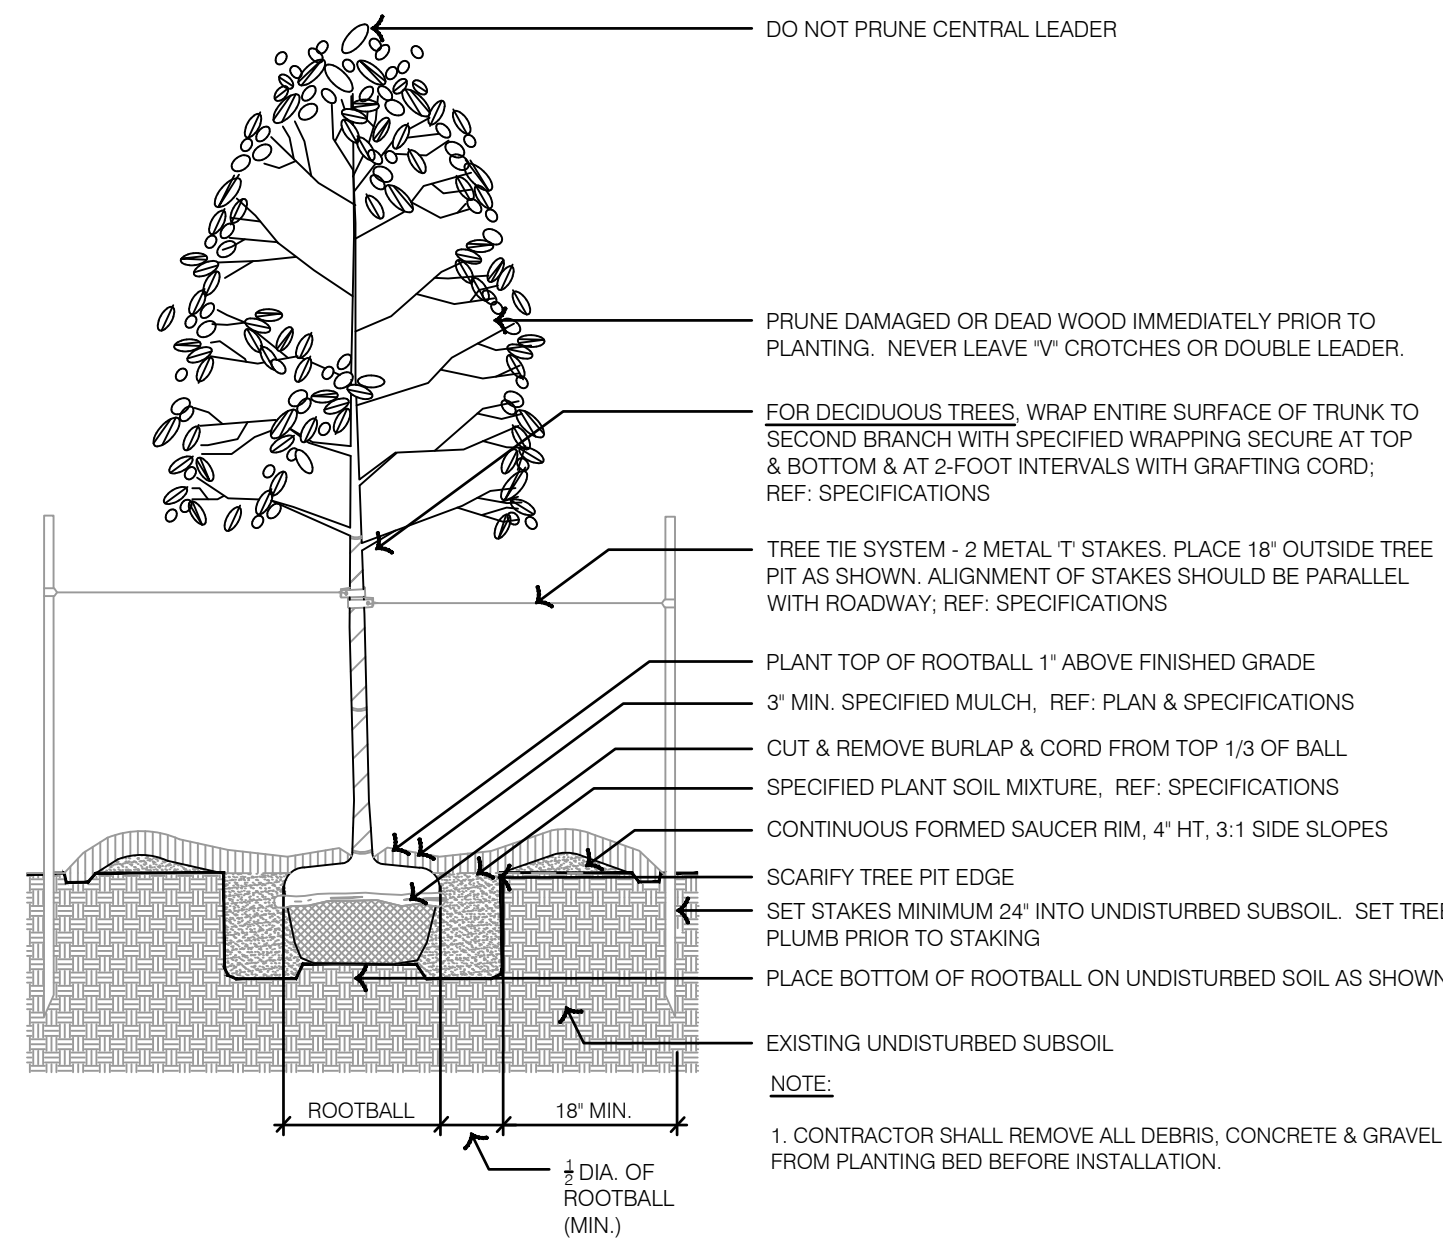 DO NOT PRUNE CENTRAL LEADER
PRUNE DAMAGED OR DEAD WOOD IMMEDIATELY PRIOR TO
PLANTING. NEVER LEAVE "V" CROTCHES OR DOUBLE LEADER.
FOR DECIDUOUS TREES, WRAP ENTIRE SURFACE OF TRUNK TO
SECOND BRANCH WITH SPECIFIED WRAPPING SECURE AT TOP
& BOTTOM & AT 2-FOOT INTERVALS WITH GRAFTING CORD;
REF: SPECIFICATIONS
TREE TIE SYSTEM - 2 METAL 'T' STAKES. PLACE 18" OUTSIDE TREE
PIT AS SHOWN. ALIGNMENT OF STAKES SHOULD BE PARALLEL
WITH ROADWAY; REF: SPECIFICATIONS
PLANT TOP OF ROOTBALL 1" ABOVE FINISHED GRADE
3" MIN. SPECIFIED MULCH, REF: PLAN & SPECIFICATIONS
CUT & REMOVE BURLAP & CORD FROM TOP 1/3 OF BALL
SPECIFIED PLANT SOIL MIXTURE, REF: SPECIFICATIONS
CONTINUOUS FORMED SAUCER RIM, 4" HT, 3:1 SIDE SLOPES
SCARIFY TREE PIT EDGE
SET STAKES MINIMUM 24" INTO UNDISTURBED SUBSOIL. SET TREE
PLUMB PRIOR TO STAKING
PLACE BOTTOM OF ROOTBALL ON UNDISTURBED SOIL AS SHOWN
EXISTING UNDISTURBED SUBSOIL
NOTE:
1. CONTRACTOR SHALL REMOVE ALL DEBRIS, CONCRETE & GRAVEL
FROM PLANTING BED BEFORE INSTALLATION.
ROOTBALL
18" MIN.
½ DIA. OF
ROOTBALL
(MIN.)